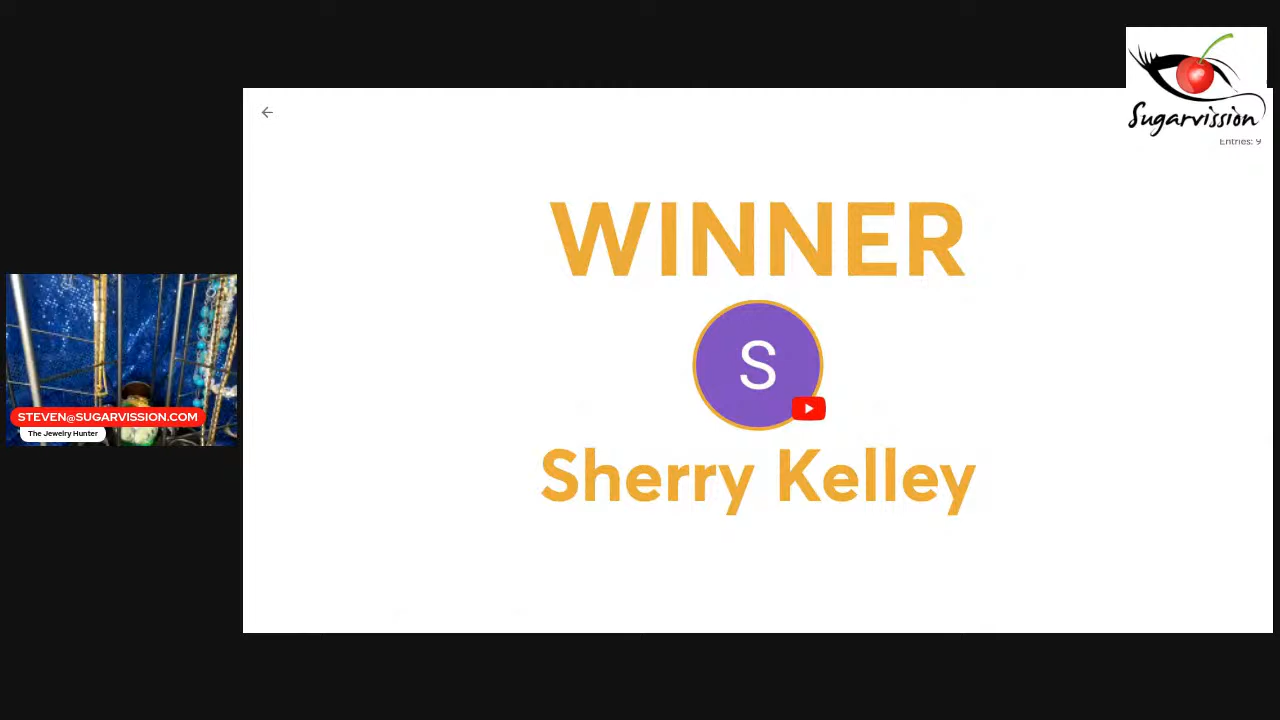 Sugarvission
Entries: 9
WINNER
S
Sherry Kelley
STEVEN@SUGARVISSION.COM
The Jewelry Hunter